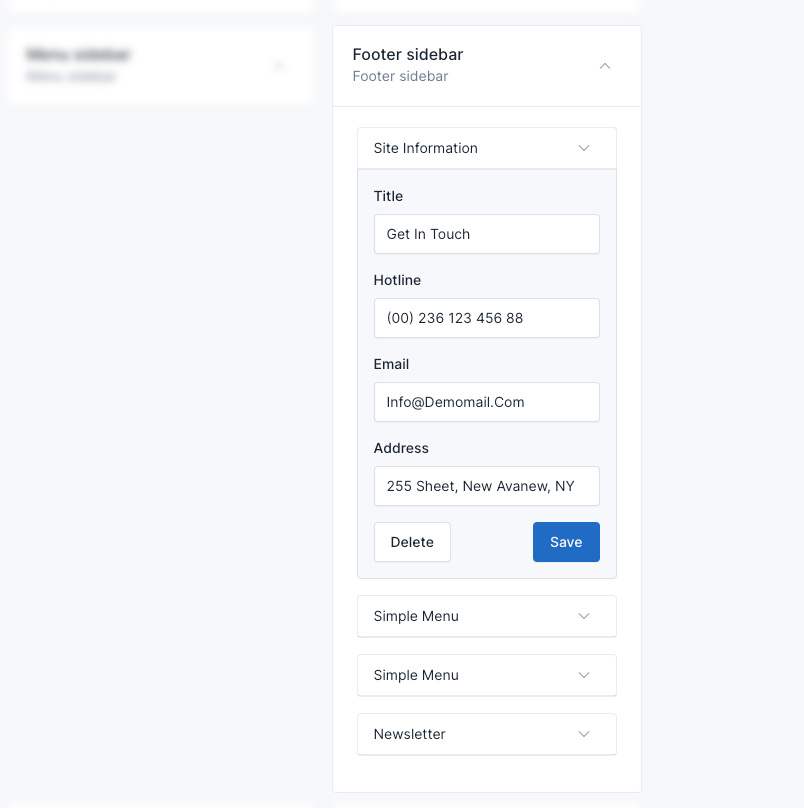 Menu sidebar
Menu sidebar
Footer sidebar
Footer sidebar
Site Information
Title
Get In Touch
Hotline
(00) 236 123 456 88
Email
Info@Demomail.Com
Address
255 Sheet, New Avanew, NY
Delete
Save
Simple Menu
Simple Menu
Newsletter